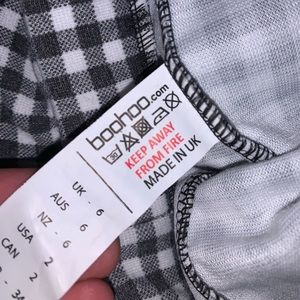 boohoo.com
KEEP AWAY
FROM FIRE
MADE IN UK
UK - 6
AUS - 6
NZ - 6
USA 2
CAN 2